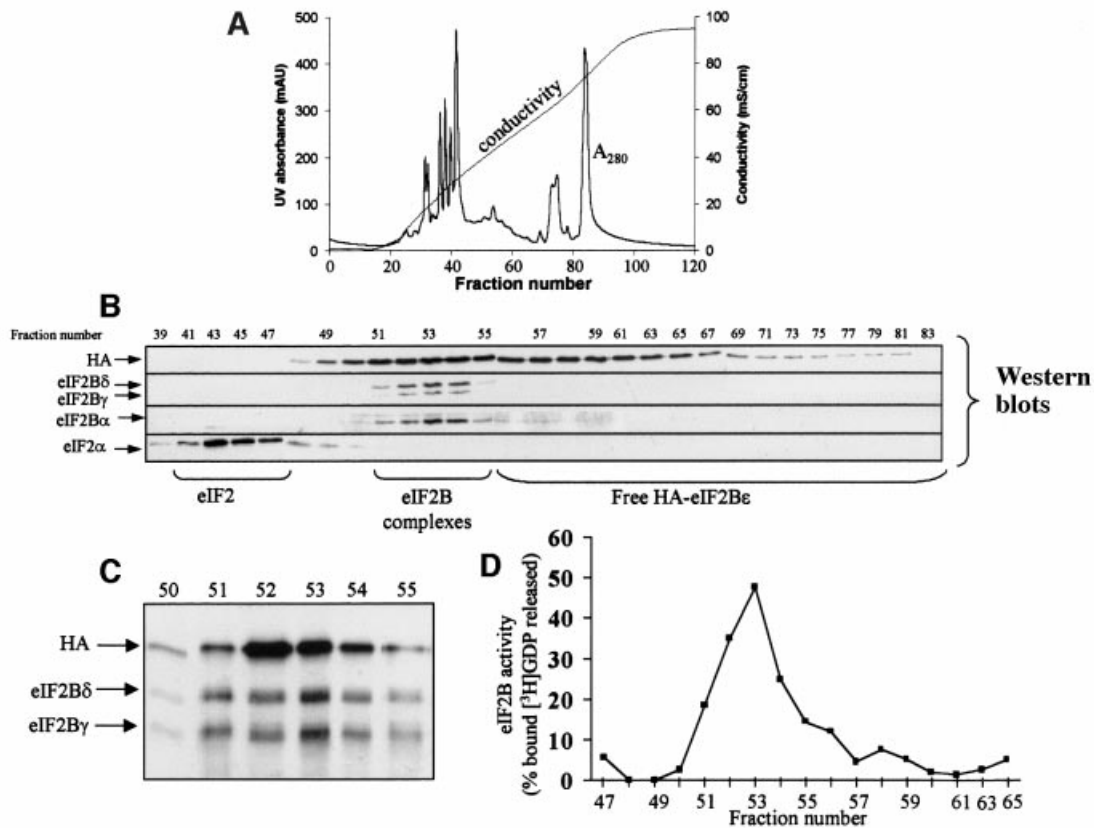 A
500
400
300
200
100
0
UV absorbance (mAU)
100
80
60
40
20
0
Conductivity (mS/cm)
conductivity
A280
0 20 40 60 80 100 120
Fraction number
B
Fraction number 39 41 43 45 47 49 51 53 55 57 59 61 63 65 67 69 71 73 75 77 79 81 83
HA
eIF2Bδ
eIF2Bγ
eIF2Bα
eIF2α
Western
blots
eIF2
eIF2B
complexes
Free HA-eIF2Bε
C
50 51 52 53 54 55
HA
eIF2Bδ
eIF2Bγ
D
60
50
40
30
20
10
0
eIF2B activity
(% bound [³H]GDP released)
47 49 51 53 55 57 59 61 63 65
Fraction number